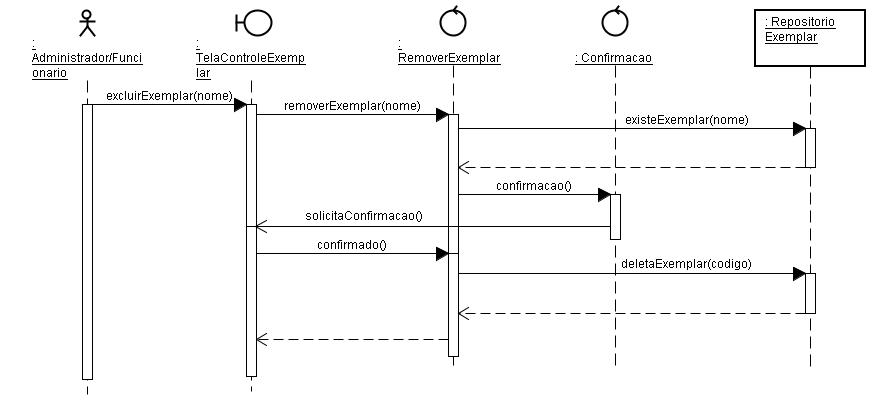 :
Administrador/Funci
onario
:
TelaControleExemp
lar
:
RemoverExemplar
: Confirmacao
: Repositorio
Exemplar
excluirExemplar(nome)
removerExemplar(nome)
existeExemplar(nome)
confirmacao()
solicitaConfirmacao()
confirmado()
deletaExemplar(codigo)